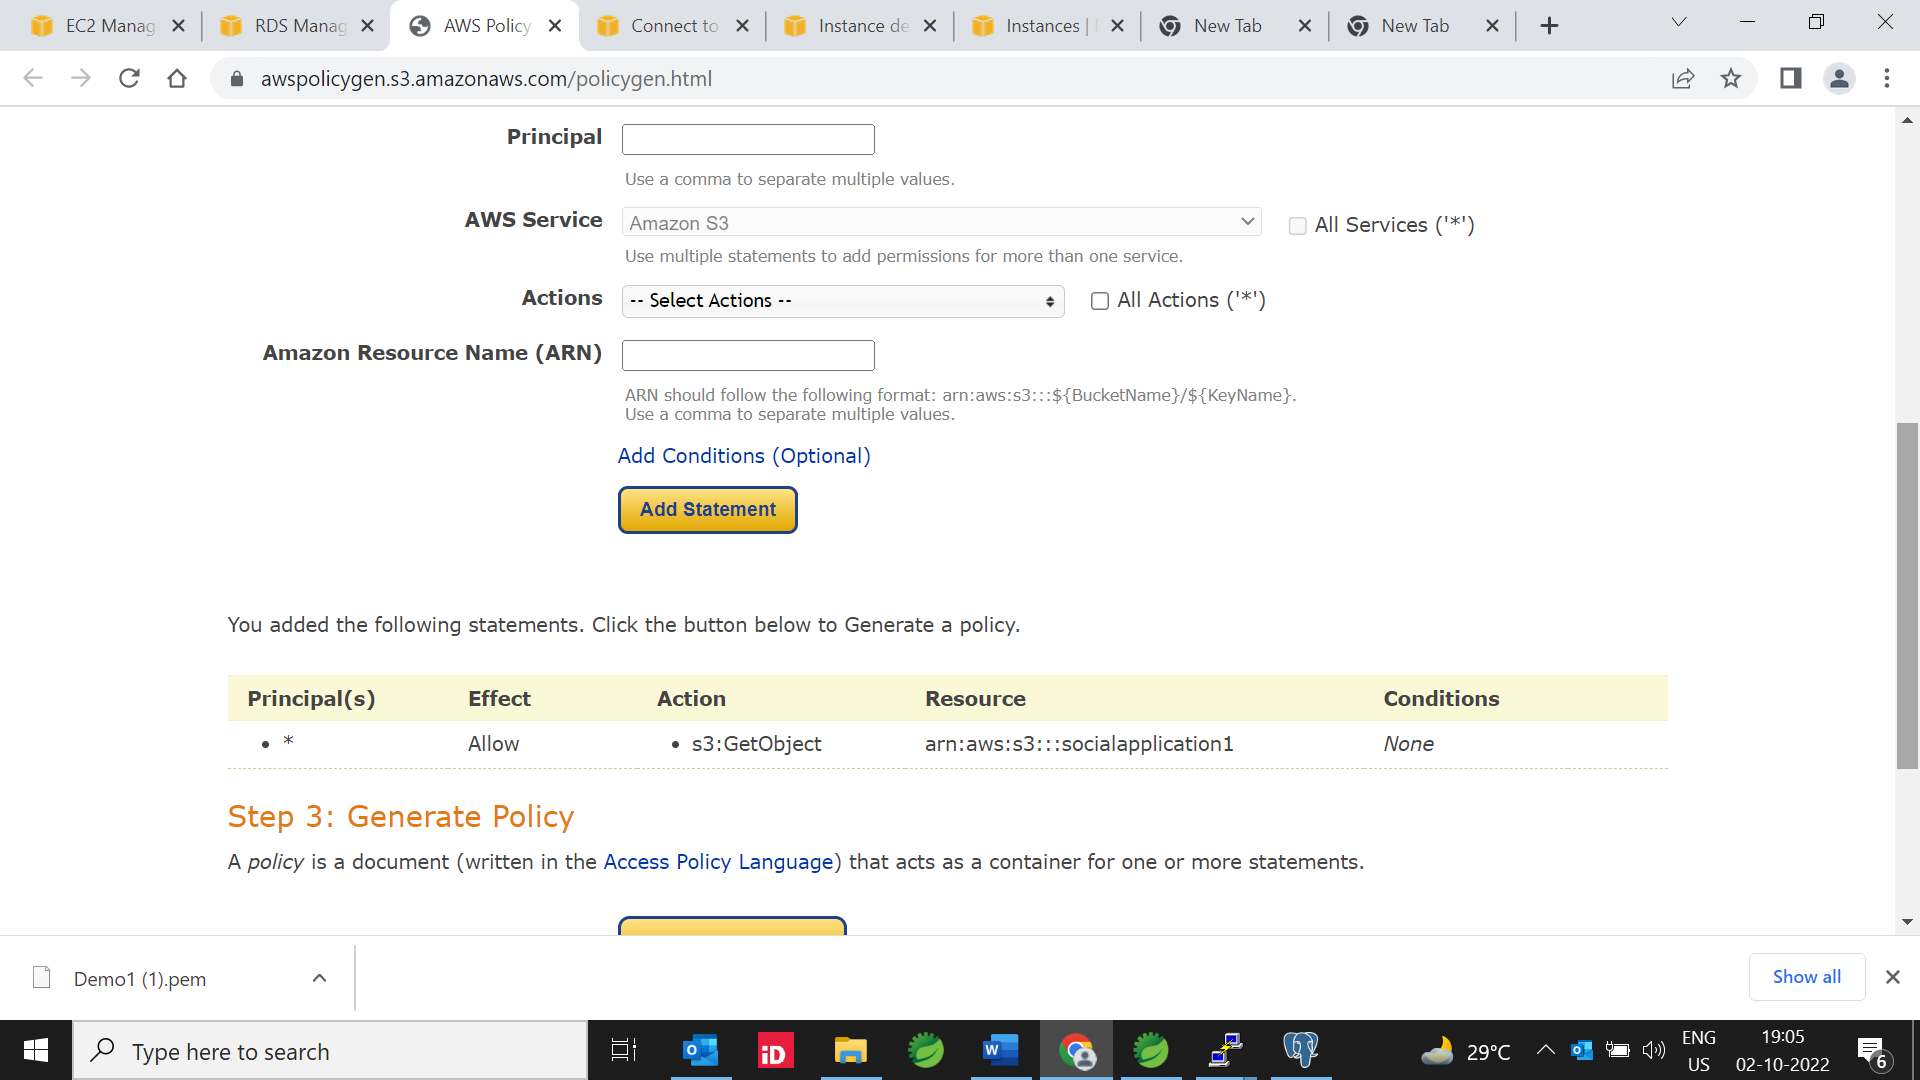 EC2 Manag
RDS Manag
AWS Policy
Connect to
Instance de
Instances |
New Tab
New Tab
awspolicygen.s3.amazonaws.com/policygen.html
Principal
Use a comma to separate multiple values.
AWS Service
Amazon S3
All Services ('*')
Use multiple statements to add permissions for more than one service.
Actions
-- Select Actions --
All Actions ('*')
Amazon Resource Name (ARN)
ARN should follow the following format: arn:aws:s3:::${BucketName}/${KeyName}.
Use a comma to separate multiple values.
Add Conditions (Optional)
Add Statement
You added the following statements. Click the button below to Generate a policy.
Principal(s) Effect Action Resource Conditions
• * Allow • s3:GetObject arn:aws:s3:::socialapplication1 None
Step 3: Generate Policy
A policy is a document (written in the Access Policy Language) that acts as a container for one or more statements.
Demo1 (1).pem
Show all
Type here to search
29°C
ENG
US
19:05
02-10-2022
6